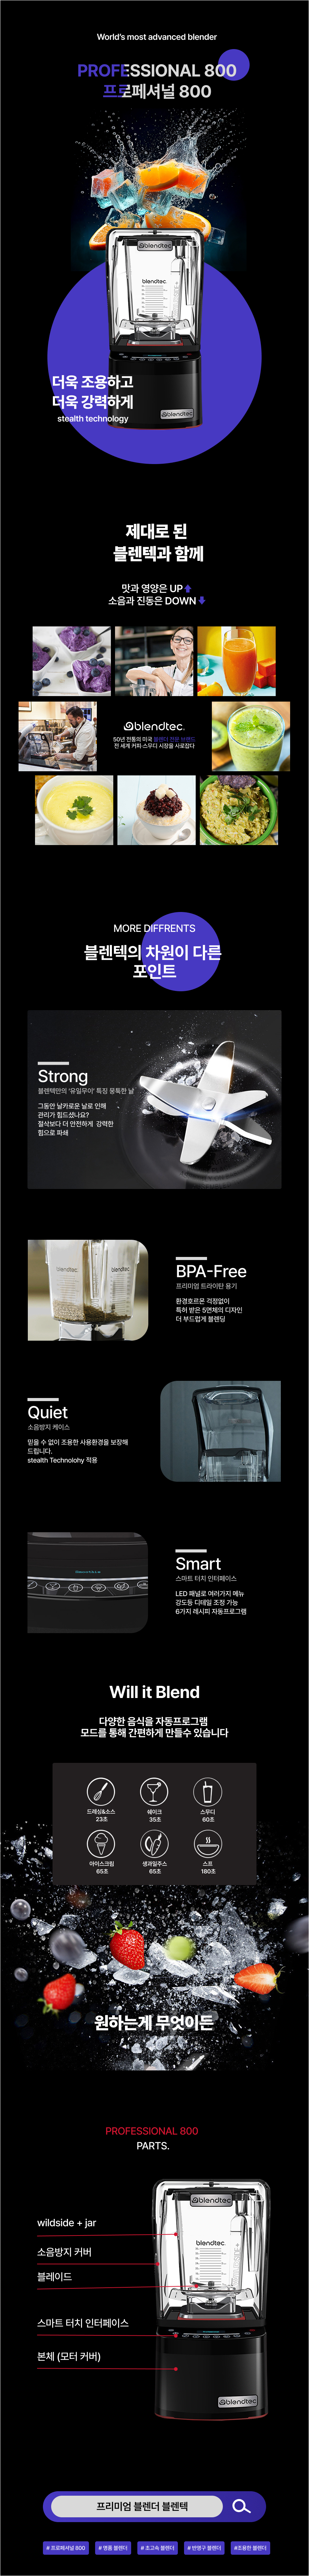 World's most advanced blender
PROFESSIONAL 800
프로페셔널 800
blendtec
blendtec
blendtec
더욱 조용하고
더욱 강력하게
stealth technology
제대로 된
블렌텍과 함께
맛과 영양은 UP
소음과 진동은 DOWN
blendtec
50년 전통의 미국 블렌더 전문 브랜드
전 세계 커피·스무디 시장을 사로잡다
MORE DIFFRENTS
블렌텍의 차원이 다른
포인트
Strong
블렌텍만의 '유일무이' 특징 뭉툭한 날
그동안 날카로운 날로 인해
관리가 힘드셨나요?
절삭보다 더 안전하게 강력한
힘으로 파쇄
blendtec
blendtec
BPA-Free
프리미엄 트라이탄 용기
환경호르몬 걱정없이
특허 받은 5면체의 디자인
더 부드럽게 블렌딩
Quiet
소음방지 케이스
믿을 수 없이 조용한 사용환경을 보장해
드립니다.
stealth Technolohy 적용
Smart
스마트 터치 인터페이스
LED 패널로 여러가지 메뉴
강도등 디테일 조정 가능
6가지 레시피 자동프로그램
Will it Blend
다양한 음식을 자동프로그램
모드를 통해 간편하게 만들수 있습니다
드레싱&소스
23초
쉐이크
35초
스무디
60초
아이스크림
65초
생과일주스
65초
스프
180초
원하는게 무엇이든
PROFESSIONAL 800
PARTS.
blendtec
blendtec
blendtec
wildside + jar
소음방지 커버
블레이드
스마트 터치 인터페이스
본체 (모터 커버)
프리미엄 블렌더 블렌텍
# 프로페셔널 800
# 명품 블렌더
# 초고속 블렌더
# 반영구 블렌더
#조용한 블렌더